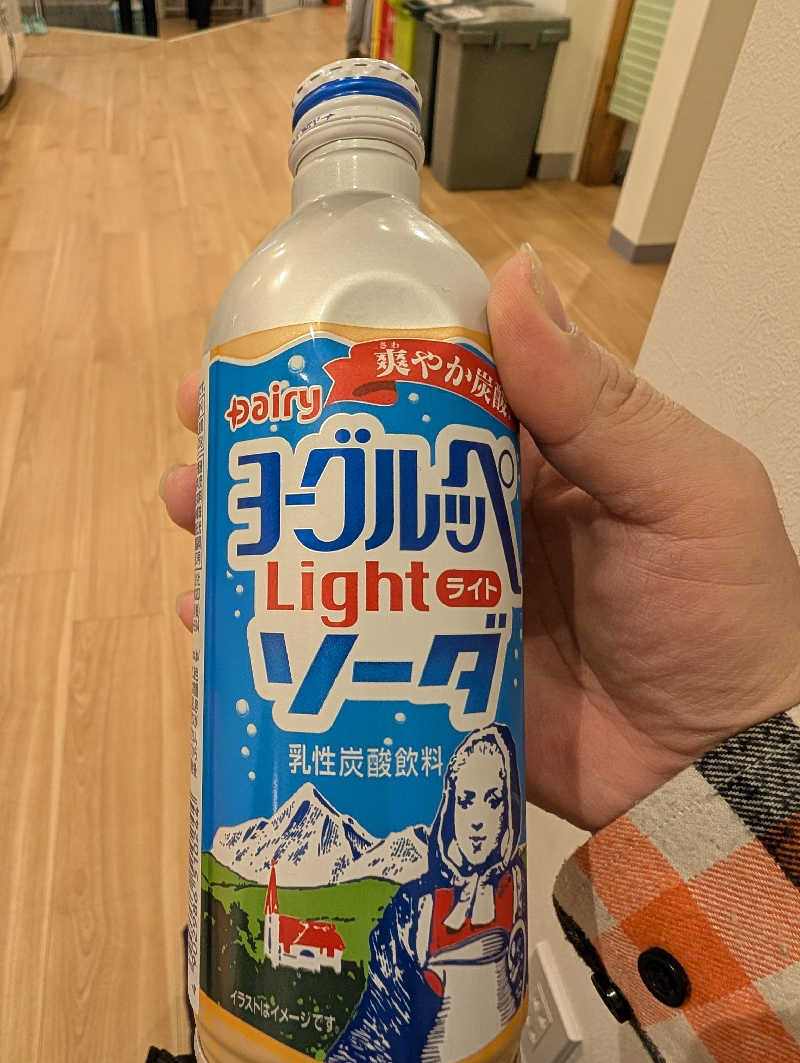 爽やか炭酸
さわ
Dairy
ヨーグルッペ
Light ライト
ソーダ
乳性炭酸飲料
イラストはイメージです。